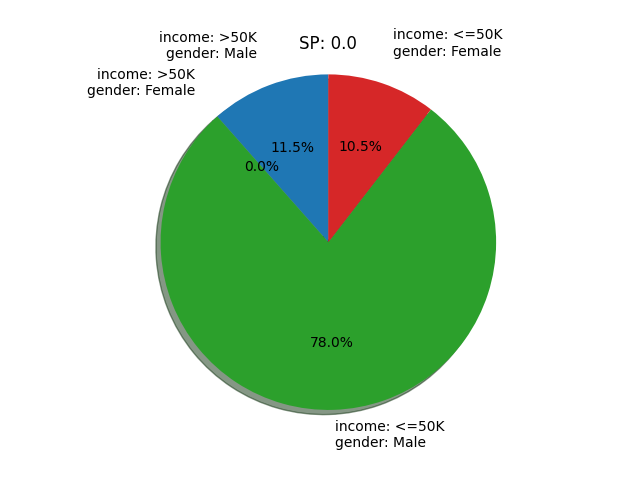 income: >50K
gender: Male
SP: 0.0
income: <=50K
gender: Female
income: >50K
gender: Female
11.5%
10.5%
0.0%
78.0%
income: <=50K
gender: Male